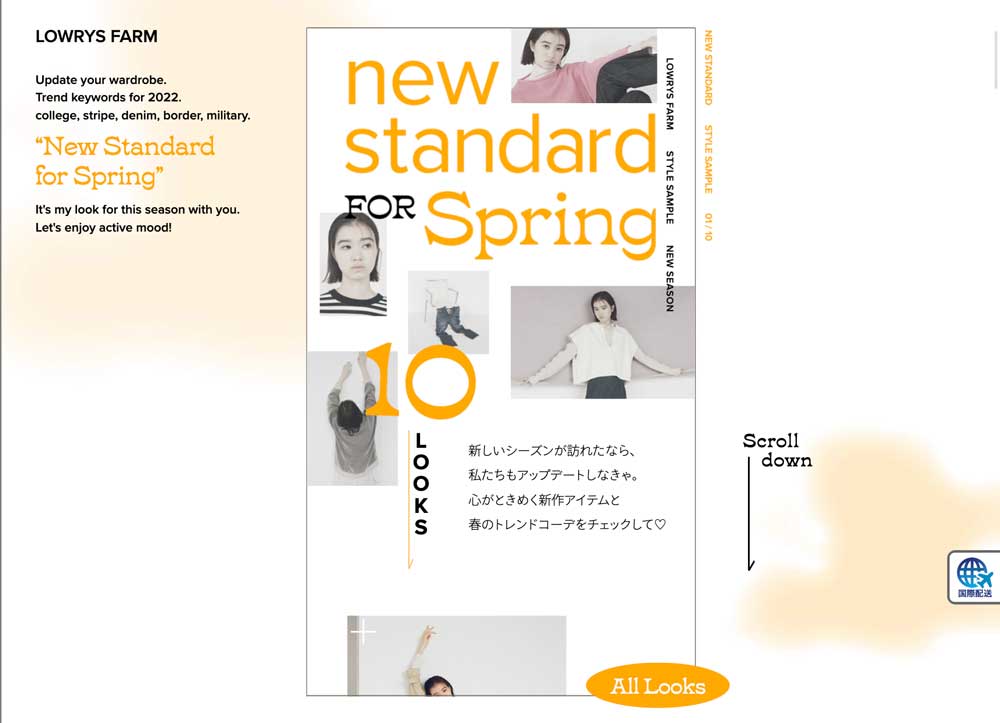 LOWRYS FARM
Update your wardrobe.
Trend keywords for 2022.
college, stripe, denim, border, military.
“New Standard
for Spring”
It's my look for this season with you.
Let's enjoy active mood!
new
standard
FOR Spring
10
LOOKS
新しいシーズンが訪れたなら、
私たちもアップデートしなきゃ。
心がときめく新作アイテムと
春のトレンドコーデをチェックして♡
LOWRYS FARM STYLE SAMPLE NEW SEASON
NEW STANDARD STYLE SAMPLE 01 / 10
Scroll
down
国際配送
All Looks